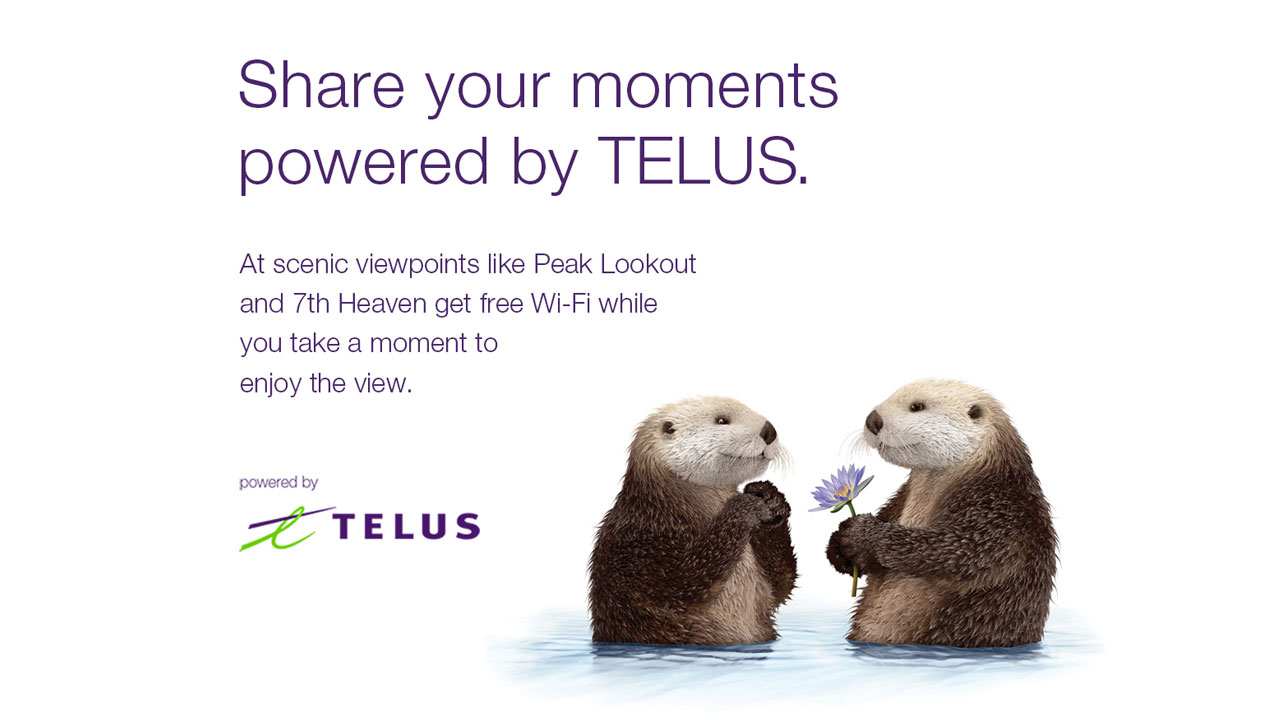 Share your moments
powered by TELUS.
At scenic viewpoints like Peak Lookout
and 7th Heaven get free Wi-Fi while
you take a moment to
enjoy the view.
powered by
TELUS